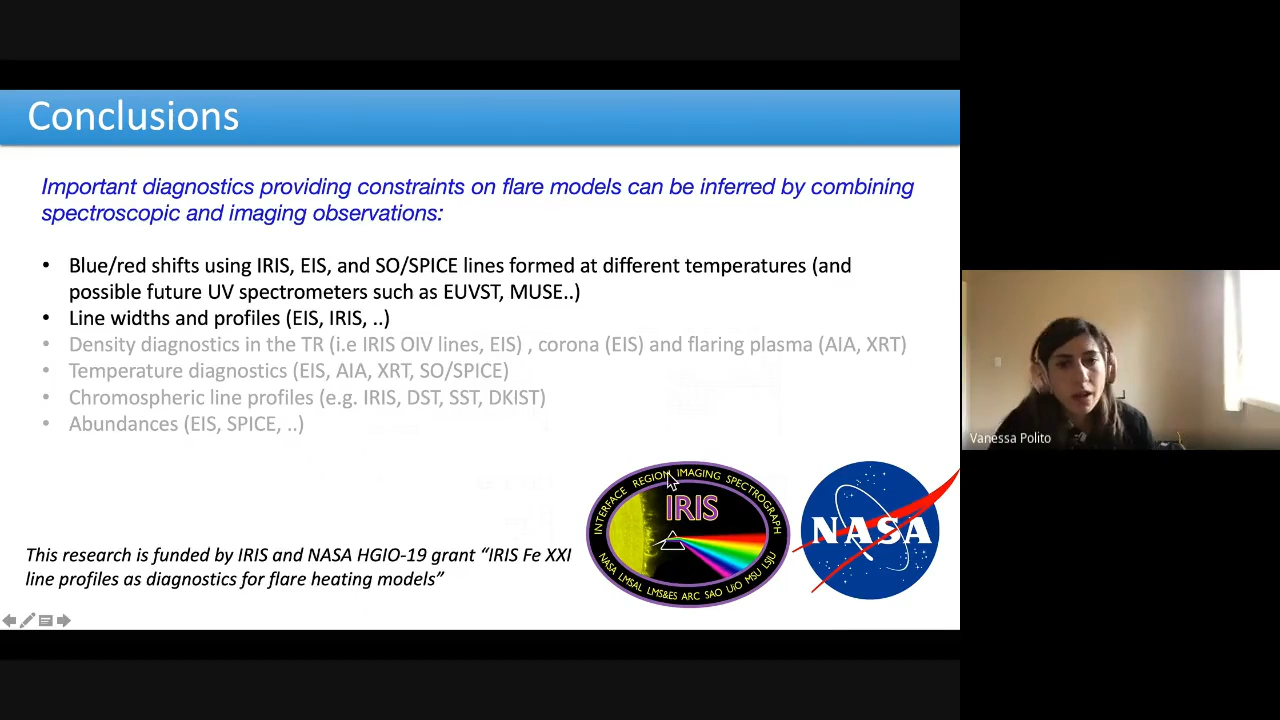 Conclusions
Important diagnostics providing constraints on flare models can be inferred by combining
spectroscopic and imaging observations:
• Blue/red shifts using IRIS, EIS, and SO/SPICE lines formed at different temperatures (and
possible future UV spectrometers such as EUVST, MUSE..)
• Line widths and profiles (EIS, IRIS, ..)
• Density diagnostics in the TR (i.e IRIS OIV lines, EIS) , corona (EIS) and flaring plasma (AIA, XRT)
• Temperature diagnostics (EIS, AIA, XRT, SO/SPICE)
• Chromospheric line profiles (e.g. IRIS, DST, SST, DKIST)
• Abundances (EIS, SPICE, ..)
Vanessa Polito
INTERFACE REGION IMAGING SPECTROGRAPH
IRIS
NASA LMSAL LMS&ES ARC SAO UiO MSU LSJU
NASA
This research is funded by IRIS and NASA HGIO-19 grant “IRIS Fe XXI
line profiles as diagnostics for flare heating models”